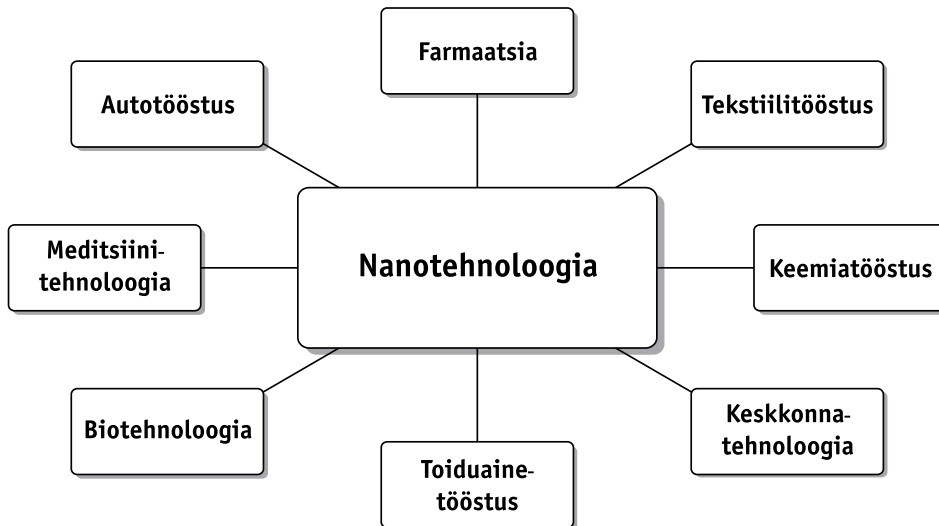 Farmaatsia
Autotööstus
Tekstiilitööstus
Meditsiini-
tehnoloogia
Nanotehnoloogia
Keemiatööstus
Biotehnoloogia
Keskkonna-
tehnoloogia
Toiduaine-
tööstus